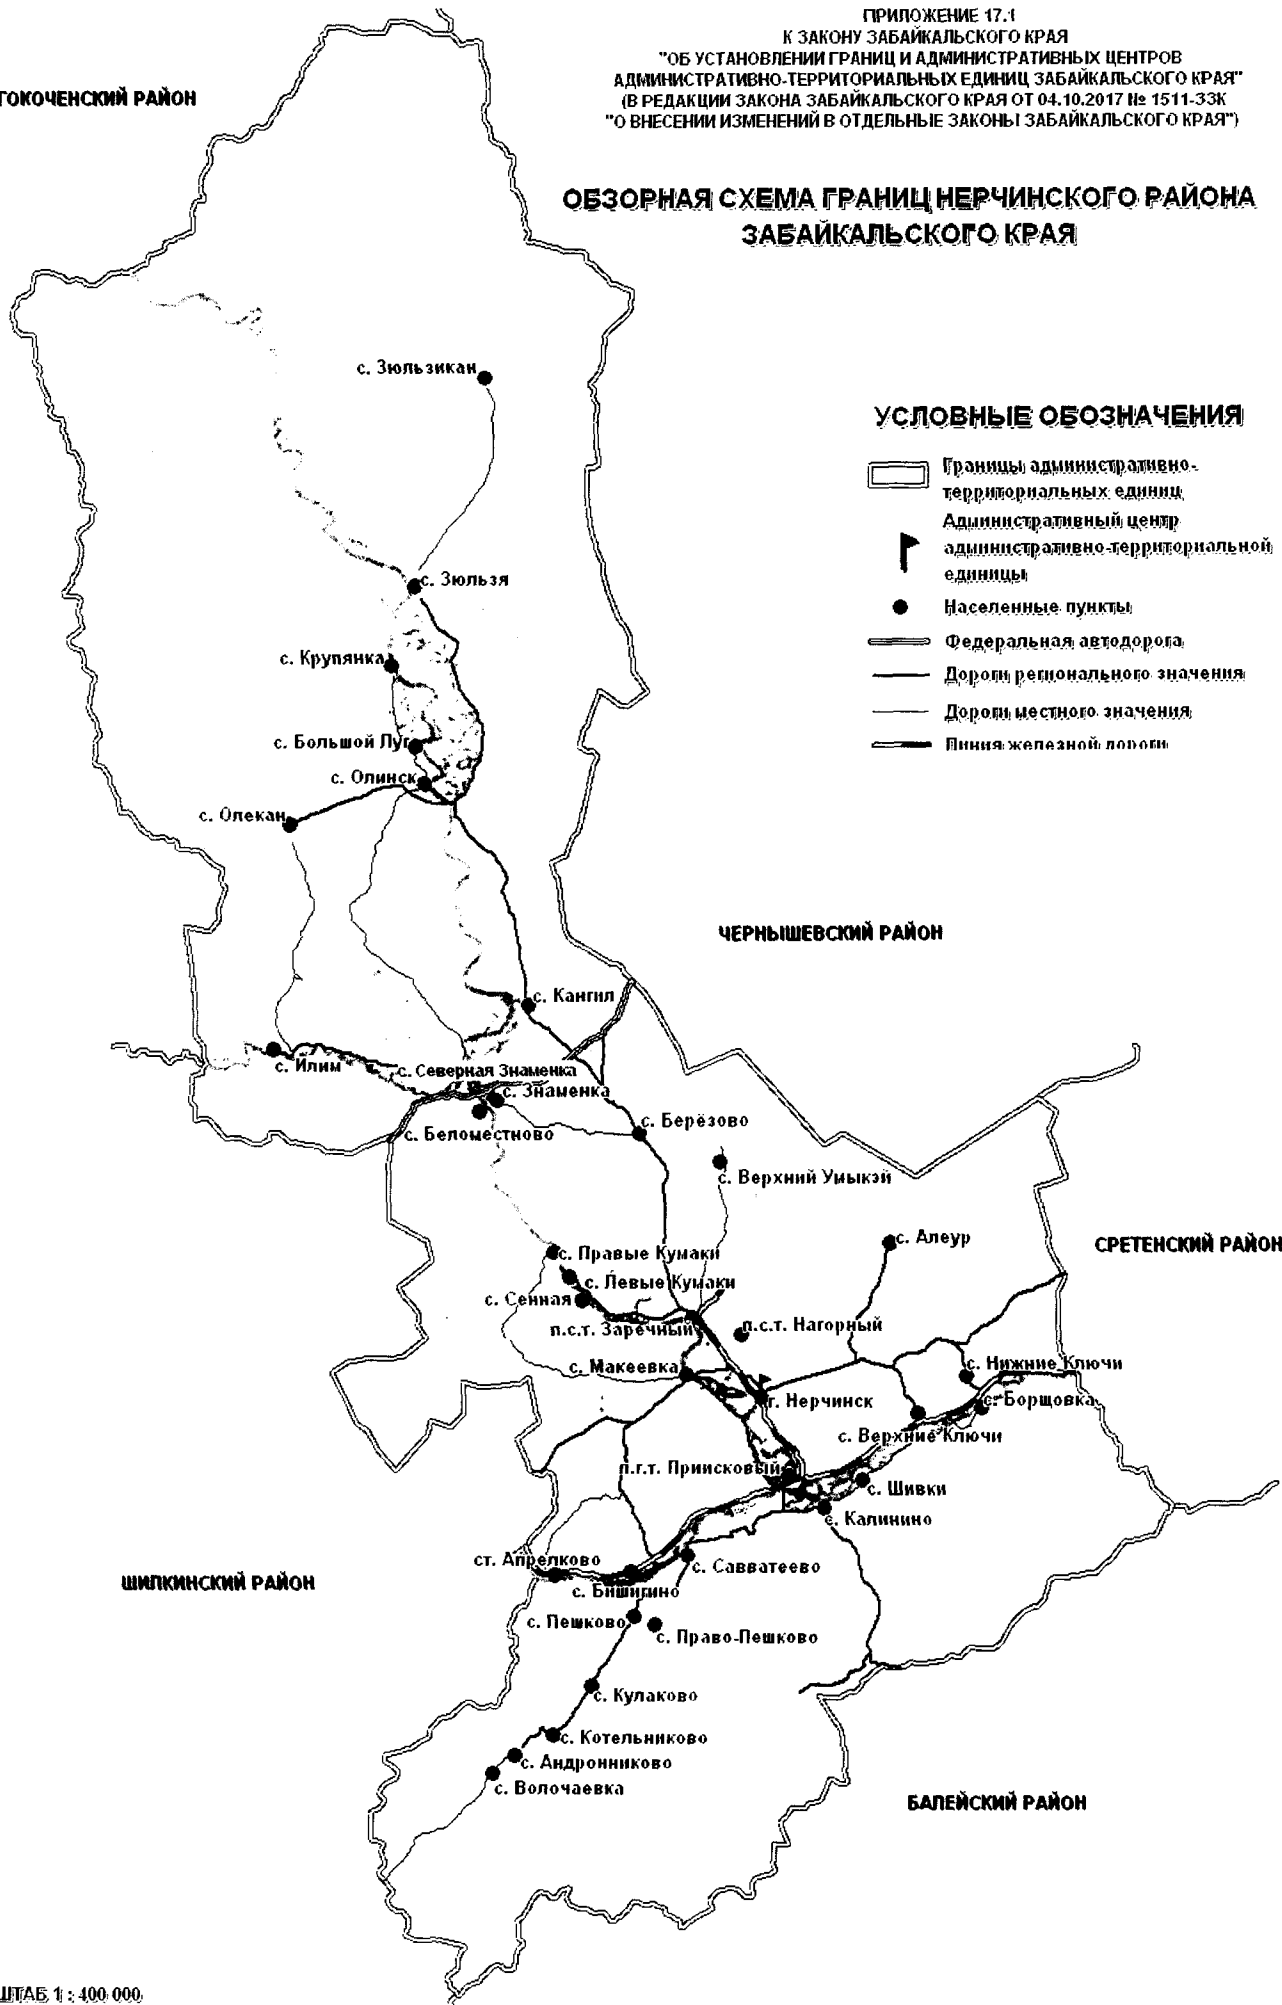 ПРИЛОЖЕНИЕ 17.1
К ЗАКОНУ ЗАБАЙКАЛЬСКОГО КРАЯ
"ОБ УСТАНОВЛЕНИИ ГРАНИЦ И АДМИНИСТРАТИВНЫХ ЦЕНТРОВ
АДМИНИСТРАТИВНО-ТЕРРИТОРИАЛЬНЫХ ЕДИНИЦ ЗАБАЙКАЛЬСКОГО КРАЯ"
(В РЕДАКЦИИ ЗАКОНА ЗАБАЙКАЛЬСКОГО КРАЯ ОТ 04.10.2017 № 1511-ЗЗК
"О ВНЕСЕНИИ ИЗМЕНЕНИЙ В ОТДЕЛЬНЫЕ ЗАКОНЫ ЗАБАЙКАЛЬСКОГО КРАЯ")
ГОКОЧЕНСКИЙ РАЙОН
ОБЗОРНАЯ СХЕМА ГРАНИЦ НЕРЧИНСКОГО РАЙОНА
ЗАБАЙКАЛЬСКОГО КРАЯ
с. Зюльзикан
УСЛОВНЫЕ ОБОЗНАЧЕНИЯ
Границы административно-
территориальных единиц
Административный центр
административно-территориальной
единицы
Населенные пункты
Федеральная автодорога
Дороги регионального значения
Дороги местного значения
Линия железной дороги
с. Зюльзя
с. Крупянка
с. Большой Луг
с. Олинск
с. Олекан
ЧЕРНЫШЕВСКИЙ РАЙОН
с. Кангил
с. Илим
с. Северная Знаменка
с. Знаменка
с. Беломестново
с. Берёзово
с. Верхний Умыкэй
с. Алеур
СРЕТЕНСКИЙ РАЙОН
с. Правые Кумаки
с. Левые Кумаки
с. Сенная
п.с.т. Заречный
п.с.т. Нагорный
с. Макеевка
с. Нижние Ключи
г. Нерчинск
с. Борщовка
с. Верхние Ключи
п.г.т. Приисковый
с. Шивки
с. Калинино
ст. Апрелково
с. Савватеево
ШИЛКИНСКИЙ РАЙОН
с. Бишигино
с. Пешково
с. Право-Пешково
с. Кулаково
с. Котельниково
с. Андронниково
с. Волочаевка
БАЛЕЙСКИЙ РАЙОН
ШТАБ 1 : 400 000